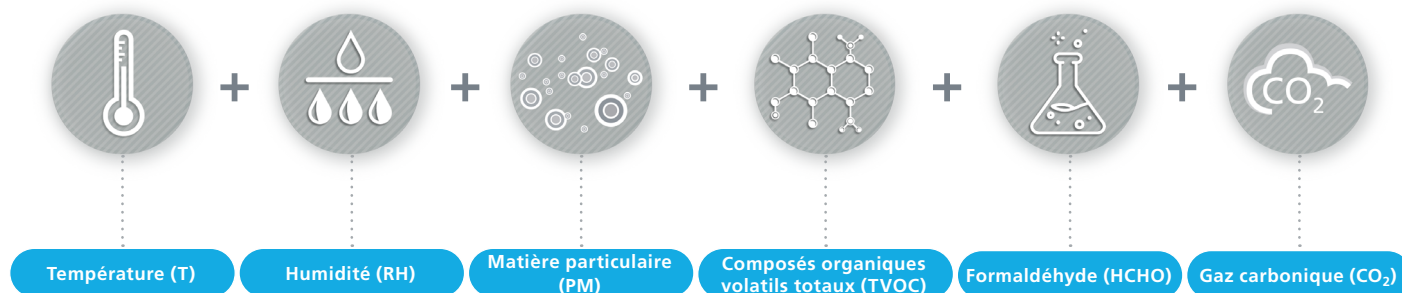 CO₂
Température (T)
Humidité (RH)
Matière particulaire
(PM)
Composés organiques
volatils totaux (TVOC)
Formaldéhyde (HCHO)
Gaz carbonique (CO₂)